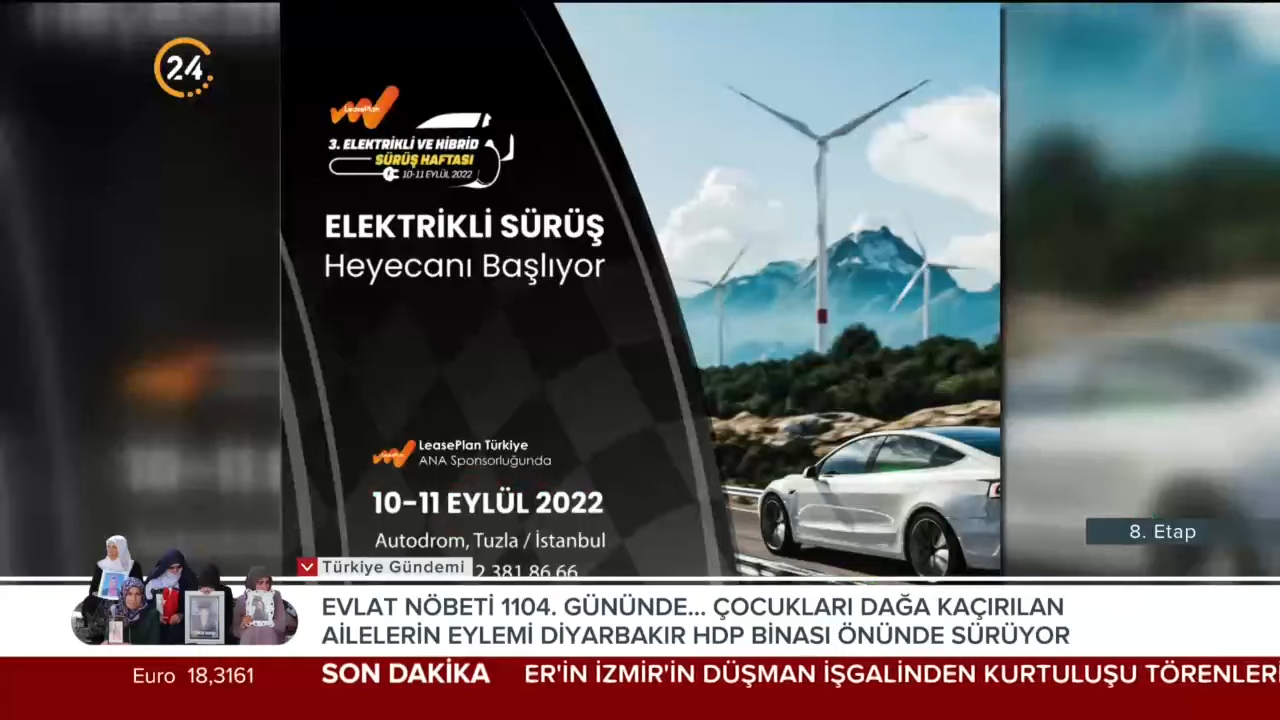 24
LeasePlan
3. ELEKTRİKLİ VE HİBRİD
SÜRÜŞ HAFTASI
10-11 EYLÜL 2022
ELEKTRİKLİ SÜRÜŞ
Heyecanı Başlıyor
LeasePlan
LeasePlan Türkiye
ANA Sponsorluğunda
10-11 EYLÜL 2022
Autodrom, Tuzla / İstanbul
2 381 86 66
8. Etap
Türkiye Gündemi
EVLAT NÖBETİ 1104. GÜNÜNDE... ÇOCUKLARI DAĞA KAÇIRILAN
AİLELERİN EYLEMİ DİYARBAKIR HDP BİNASI ÖNÜNDE SÜRÜYOR
Euro 18,3161
SON DAKİKA
ER'İN İZMİR'İN DÜŞMAN İŞGALİNDEN KURTULUŞU TÖRENLERİ